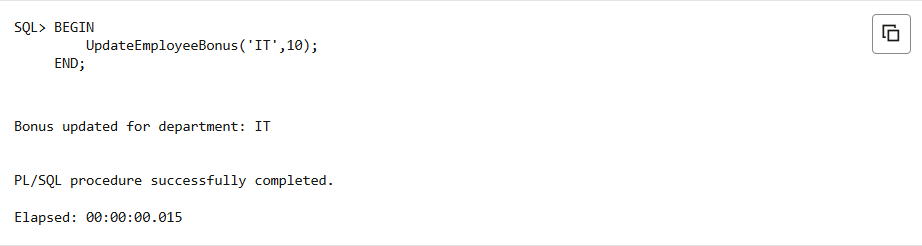 SQL> BEGIN
UpdateEmployeeBonus('IT',10);
END;
Bonus updated for department: IT
PL/SQL procedure successfully completed.
Elapsed: 00:00:00.015